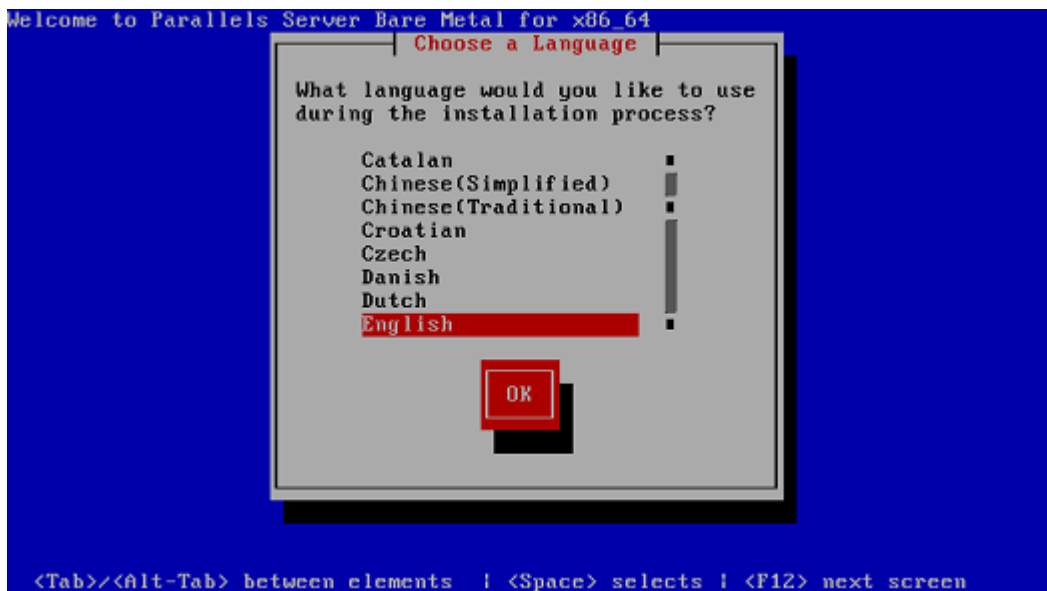 Welcome to Parallels Server Bare Metal for x86_64
Choose a Language
What language would you like to use
during the installation process?
Catalan
Chinese(Simplified)
Chinese(Traditional)
Croatian
Czech
Danish
Dutch
English
OK
<Tab>/<Alt-Tab> between elements | <Space> selects | <F12> next screen